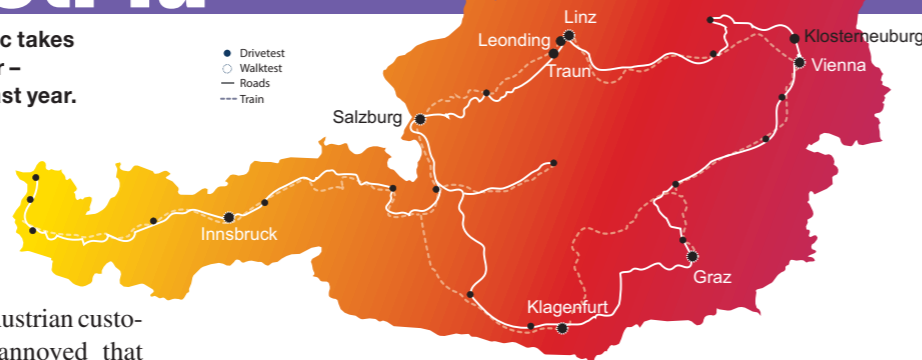 c takes
r –
ast year.
Drivetest
Walktest
Roads
Train
Linz
Leonding
Traun
Klosterneuburg
Vienna
Salzburg
Innsbruck
Graz
Klagenfurt
ustrian custo-
annoyed that